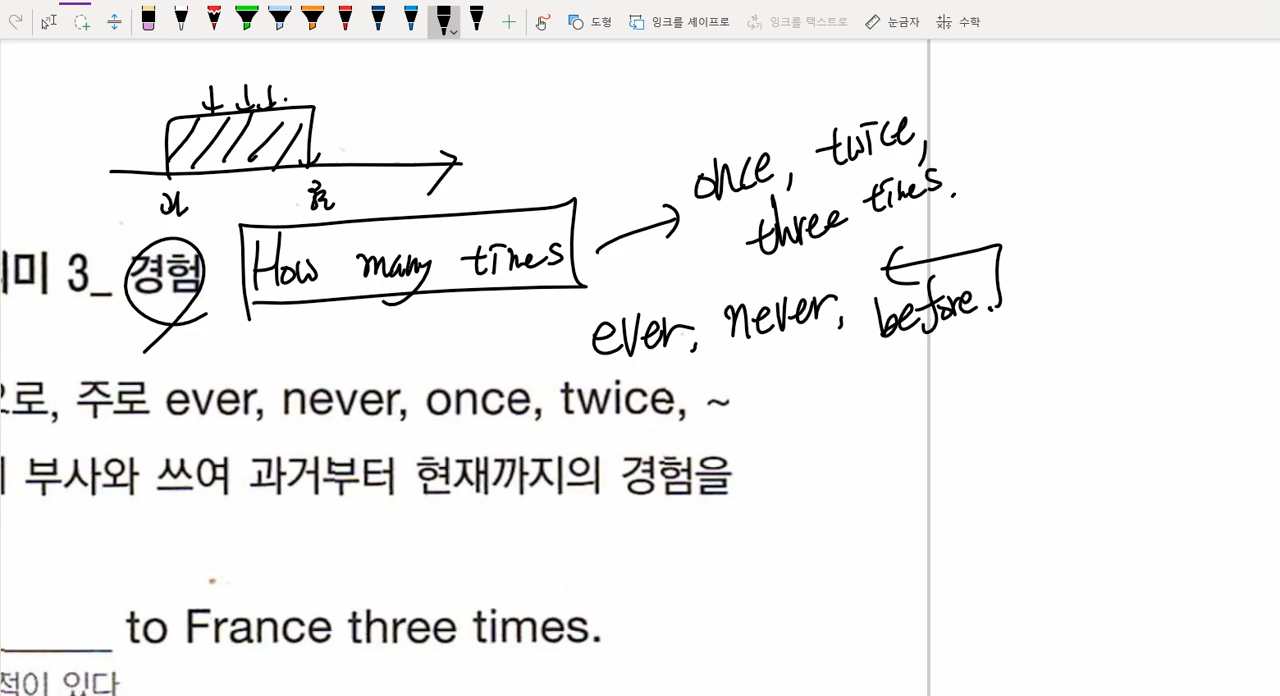 도형 잉크를 셰이프로 잉크를 텍스트로 눈금자 수학
once, twice,
three times.
How many times
미 3_ 경험
ever, never, before.
로, 주로 ever, never, once, twice, ~
부사와 쓰여 과거부터 현재까지의 경험을
______ to France three times.
적이 있다